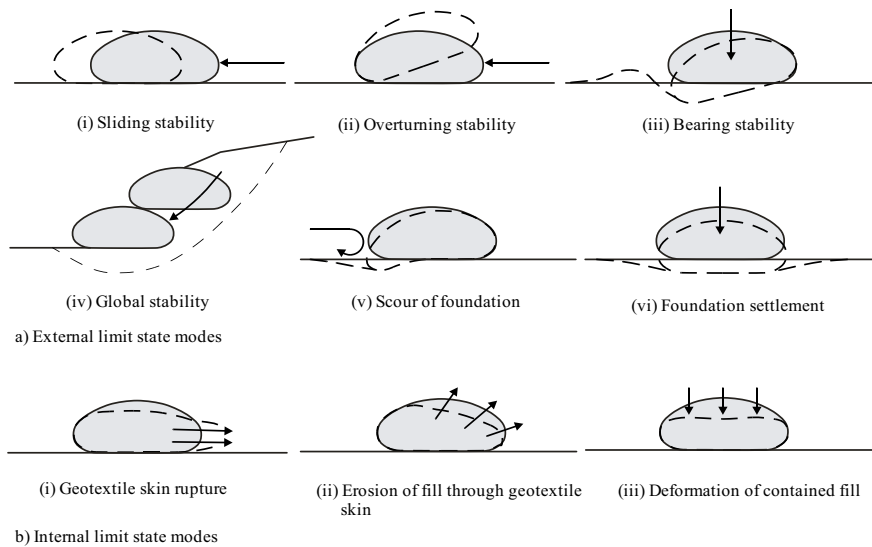 (i) Sliding stability
(ii) Overturning stability
(iii) Bearing stability
(iv) Global stability
(v) Scour of foundation
(vi) Foundation settlement
a) External limit state modes
(i) Geotextile skin rupture
(ii) Erosion of fill through geotextile
skin
(iii) Deformation of contained fill
b) Internal limit state modes